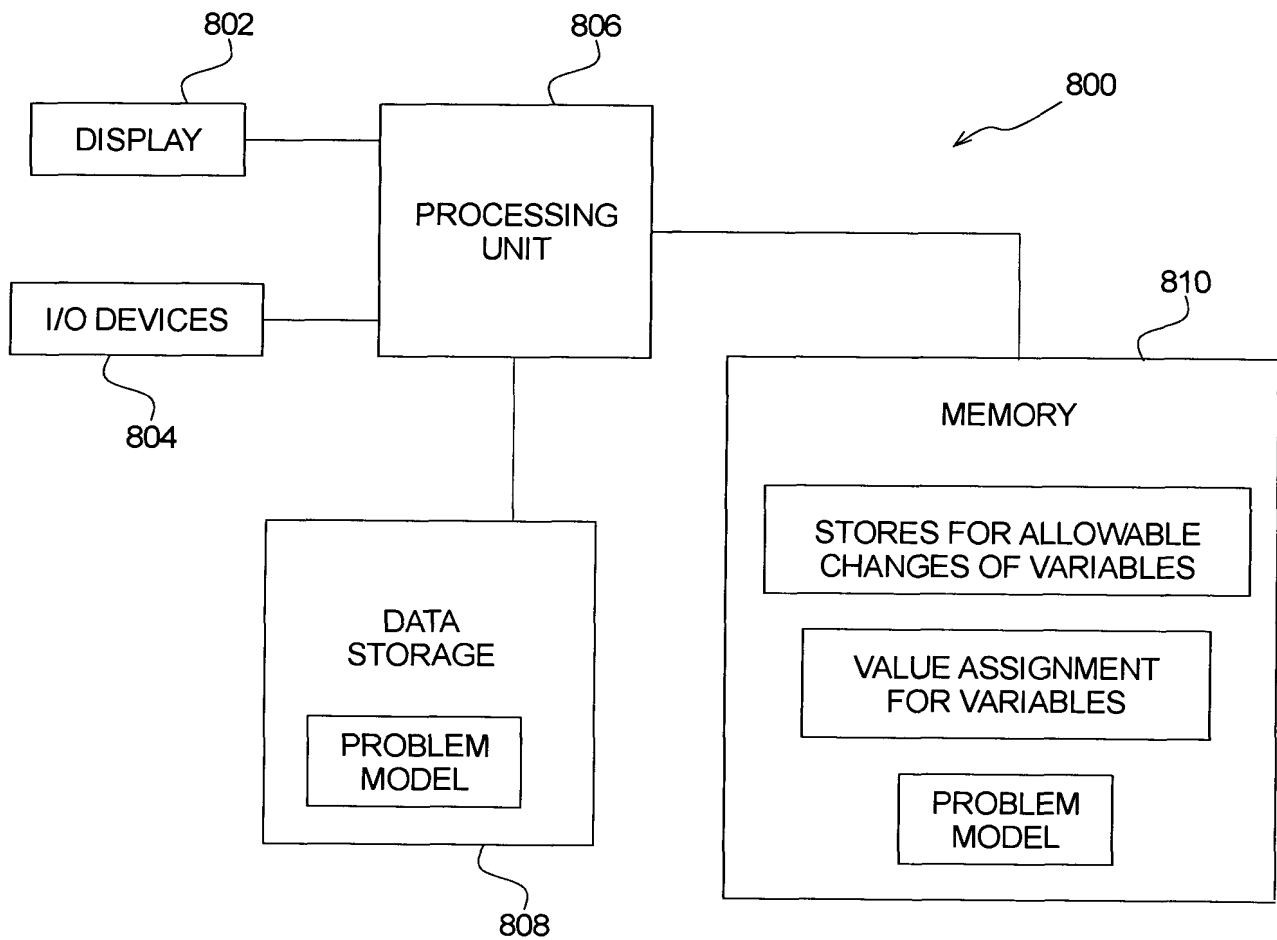 802
806
800
DISPLAY
PROCESSING
UNIT
I/O DEVICES
804
810
MEMORY
STORES FOR ALLOWABLE
CHANGES OF VARIABLES
DATA
STORAGE
VALUE ASSIGNMENT
FOR VARIABLES
PROBLEM
MODEL
PROBLEM
MODEL
808